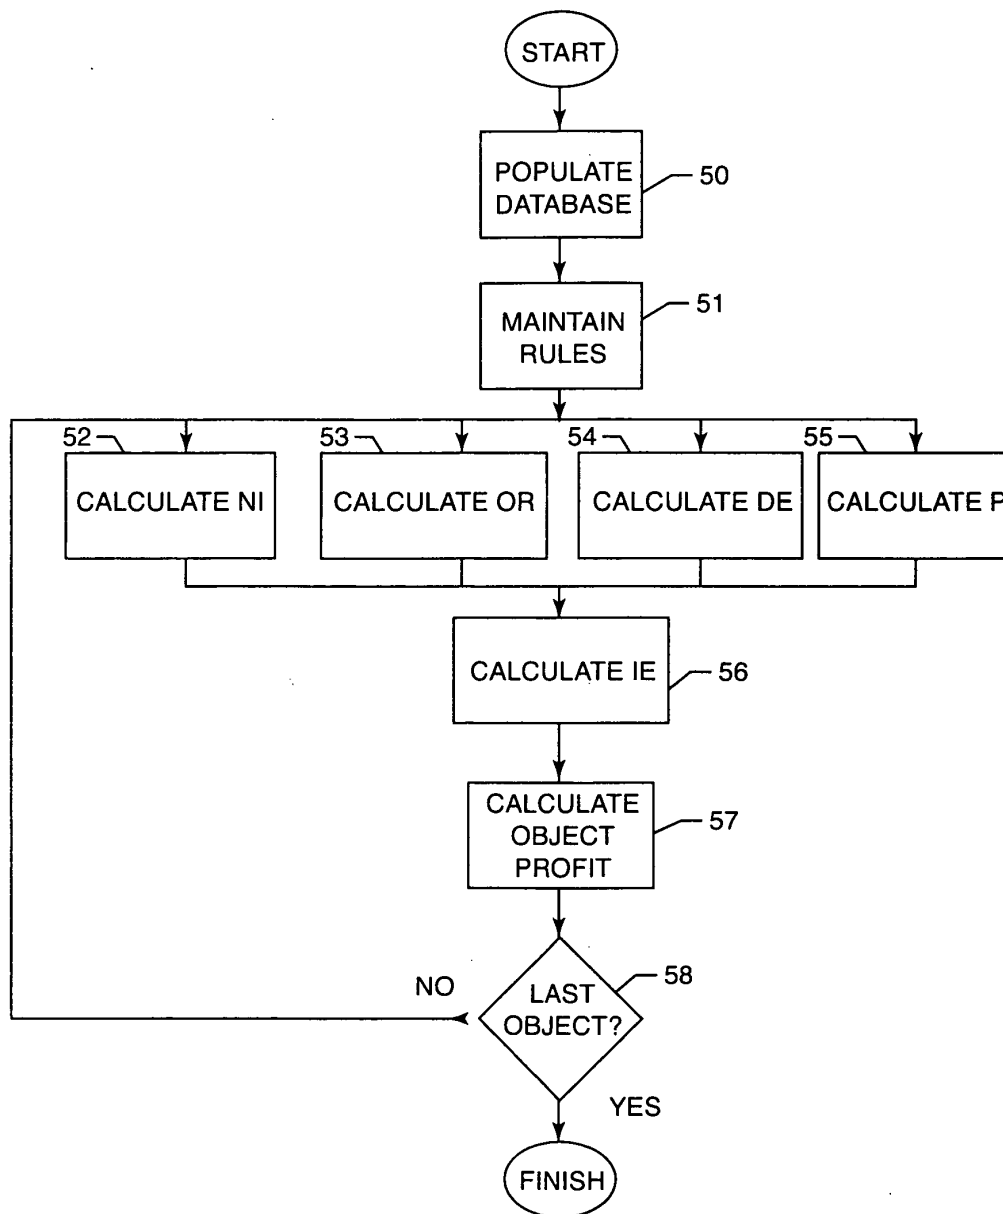 START
POPULATE
DATABASE
50
MAINTAIN
RULES
51
52
53
54
55
CALCULATE NI
CALCULATE OR
CALCULATE DE
CALCULATE P
CALCULATE IE
56
CALCULATE
OBJECT
PROFIT
57
LAST
OBJECT?
58
NO
YES
FINISH